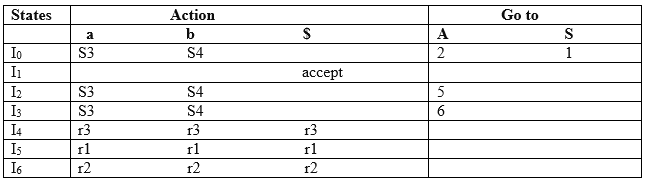 States Action Go to
a b $ A S
I0 S3 S4 2 1
I1 accept
I2 S3 S4 5
I3 S3 S4 6
I4 r3 r3 r3
I5 r1 r1 r1
I6 r2 r2 r2